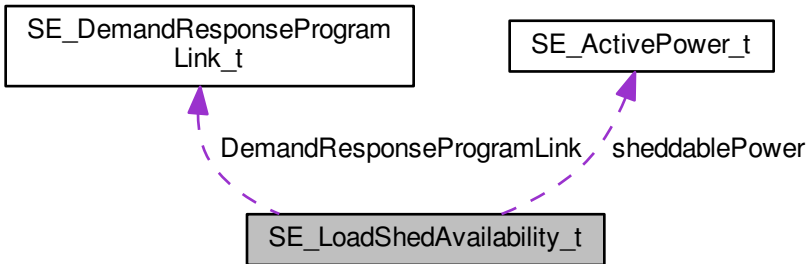 SE_DemandResponseProgram
Link_t
SE_ActivePower_t
DemandResponseProgramLink
sheddablePower
SE_LoadShedAvailability_t